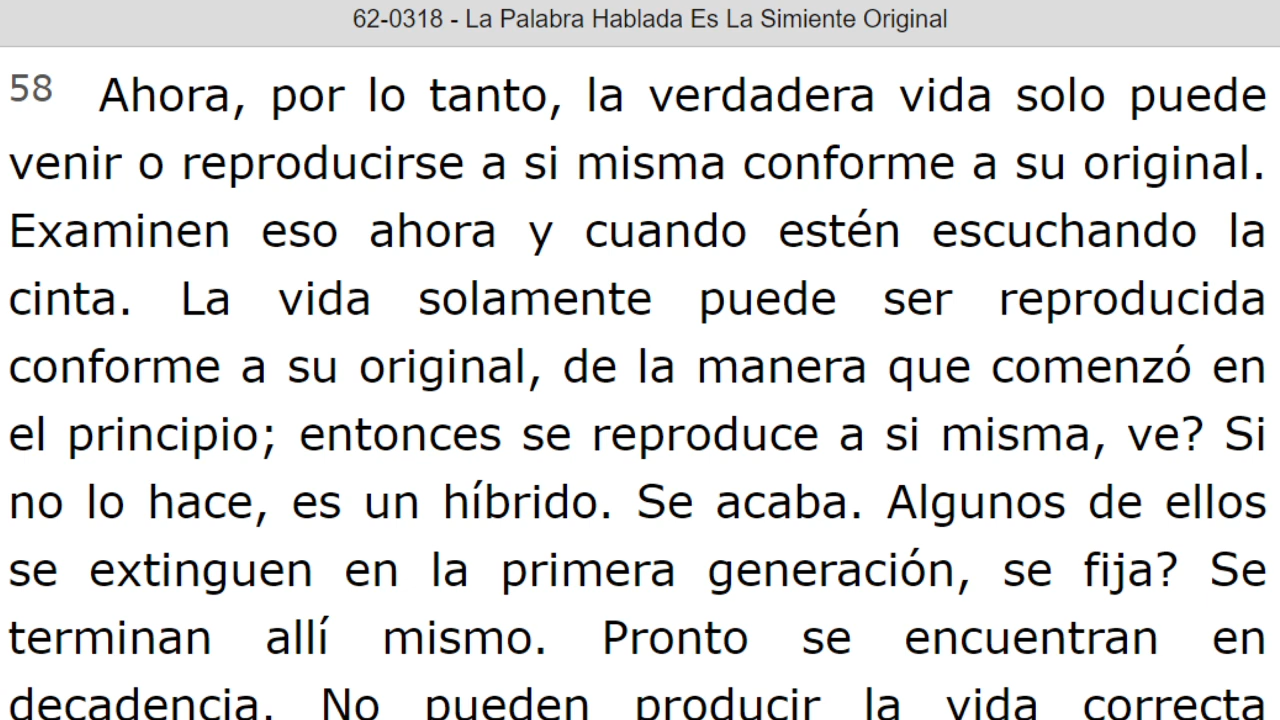 62-0318 - La Palabra Hablada Es La Simiente Original
58 Ahora, por lo tanto, la verdadera vida solo puede
venir o reproducirse a si misma conforme a su original.
Examinen eso ahora y cuando estén escuchando la
cinta. La vida solamente puede ser reproducida
conforme a su original, de la manera que comenzó en
el principio; entonces se reproduce a si misma, ve? Si
no lo hace, es un híbrido. Se acaba. Algunos de ellos
se extinguen en la primera generación, se fija? Se
terminan allí mismo. Pronto se encuentran en
decadencia. No pueden producir la vida correcta